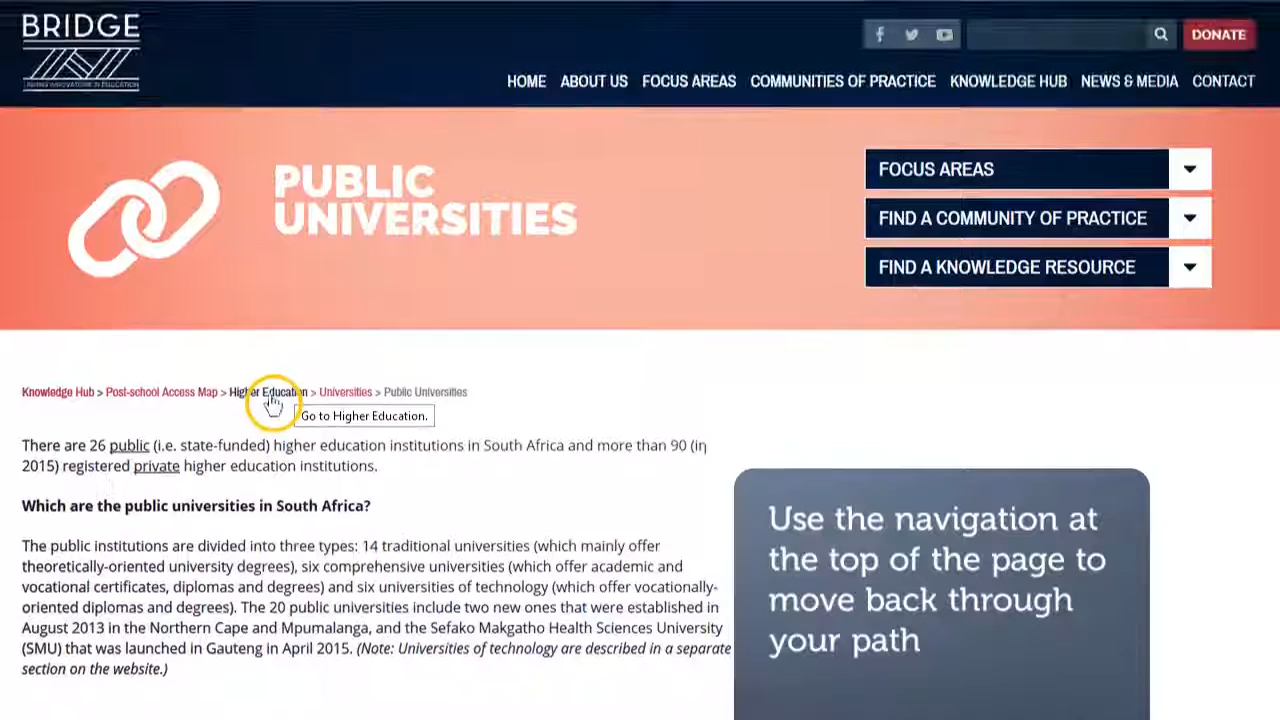 BRIDGE
LINKING INNOVATIONS IN EDUCATION
DONATE
HOME ABOUT US FOCUS AREAS COMMUNITIES OF PRACTICE KNOWLEDGE HUB NEWS & MEDIA CONTACT
PUBLIC
UNIVERSITIES
FOCUS AREAS
FIND A COMMUNITY OF PRACTICE
FIND A KNOWLEDGE RESOURCE
Knowledge Hub > Post-school Access Map > Higher Education > Universities > Public Universities
Go to Higher Education.
There are 26 public (i.e. state-funded) higher education institutions in South Africa and more than 90 (in
2015) registered private higher education institutions.
Which are the public universities in South Africa?
The public institutions are divided into three types: 14 traditional universities (which mainly offer
theoretically-oriented university degrees), six comprehensive universities (which offer academic and
vocational certificates, diplomas and degrees) and six universities of technology (which offer vocationally-
oriented diplomas and degrees). The 20 public universities include two new ones that were established in
August 2013 in the Northern Cape and Mpumalanga, and the Sefako Makgatho Health Sciences University
(SMU) that was launched in Gauteng in April 2015. (Note: Universities of technology are described in a separate
section on the website.)
Use the navigation at
the top of the page to
move back through
your path